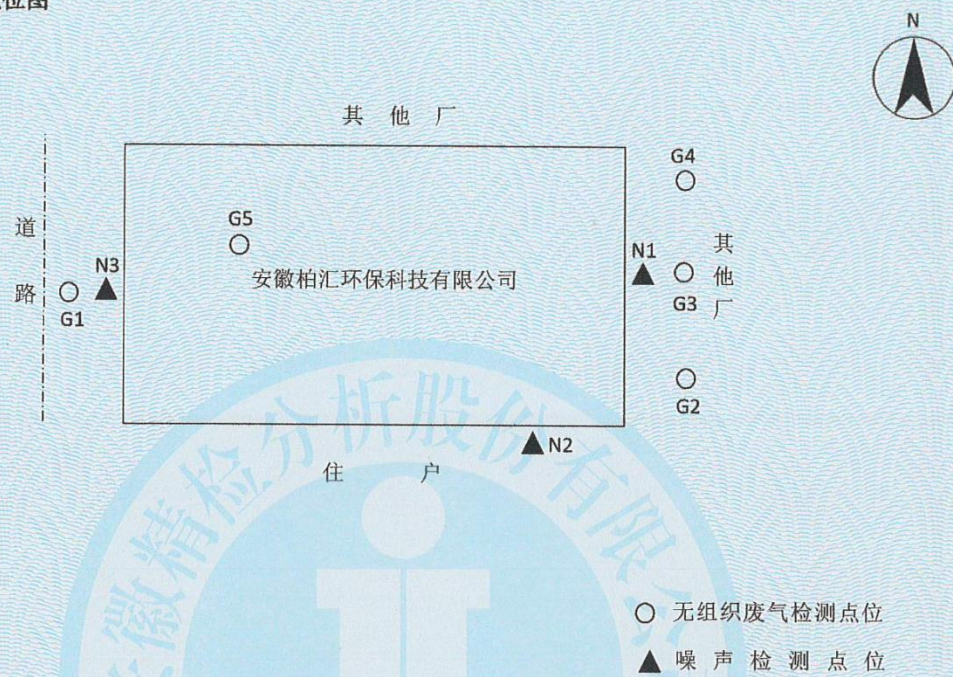 位图
N
其 他 厂
G4
道
路
G5
N3
N1
其
他
厂
安徽柏汇环保科技有限公司
G1
G3
G2
N2
住 户
无组织废气检测点位
噪 声 检 测 点 位
徽精检分析股份有限公